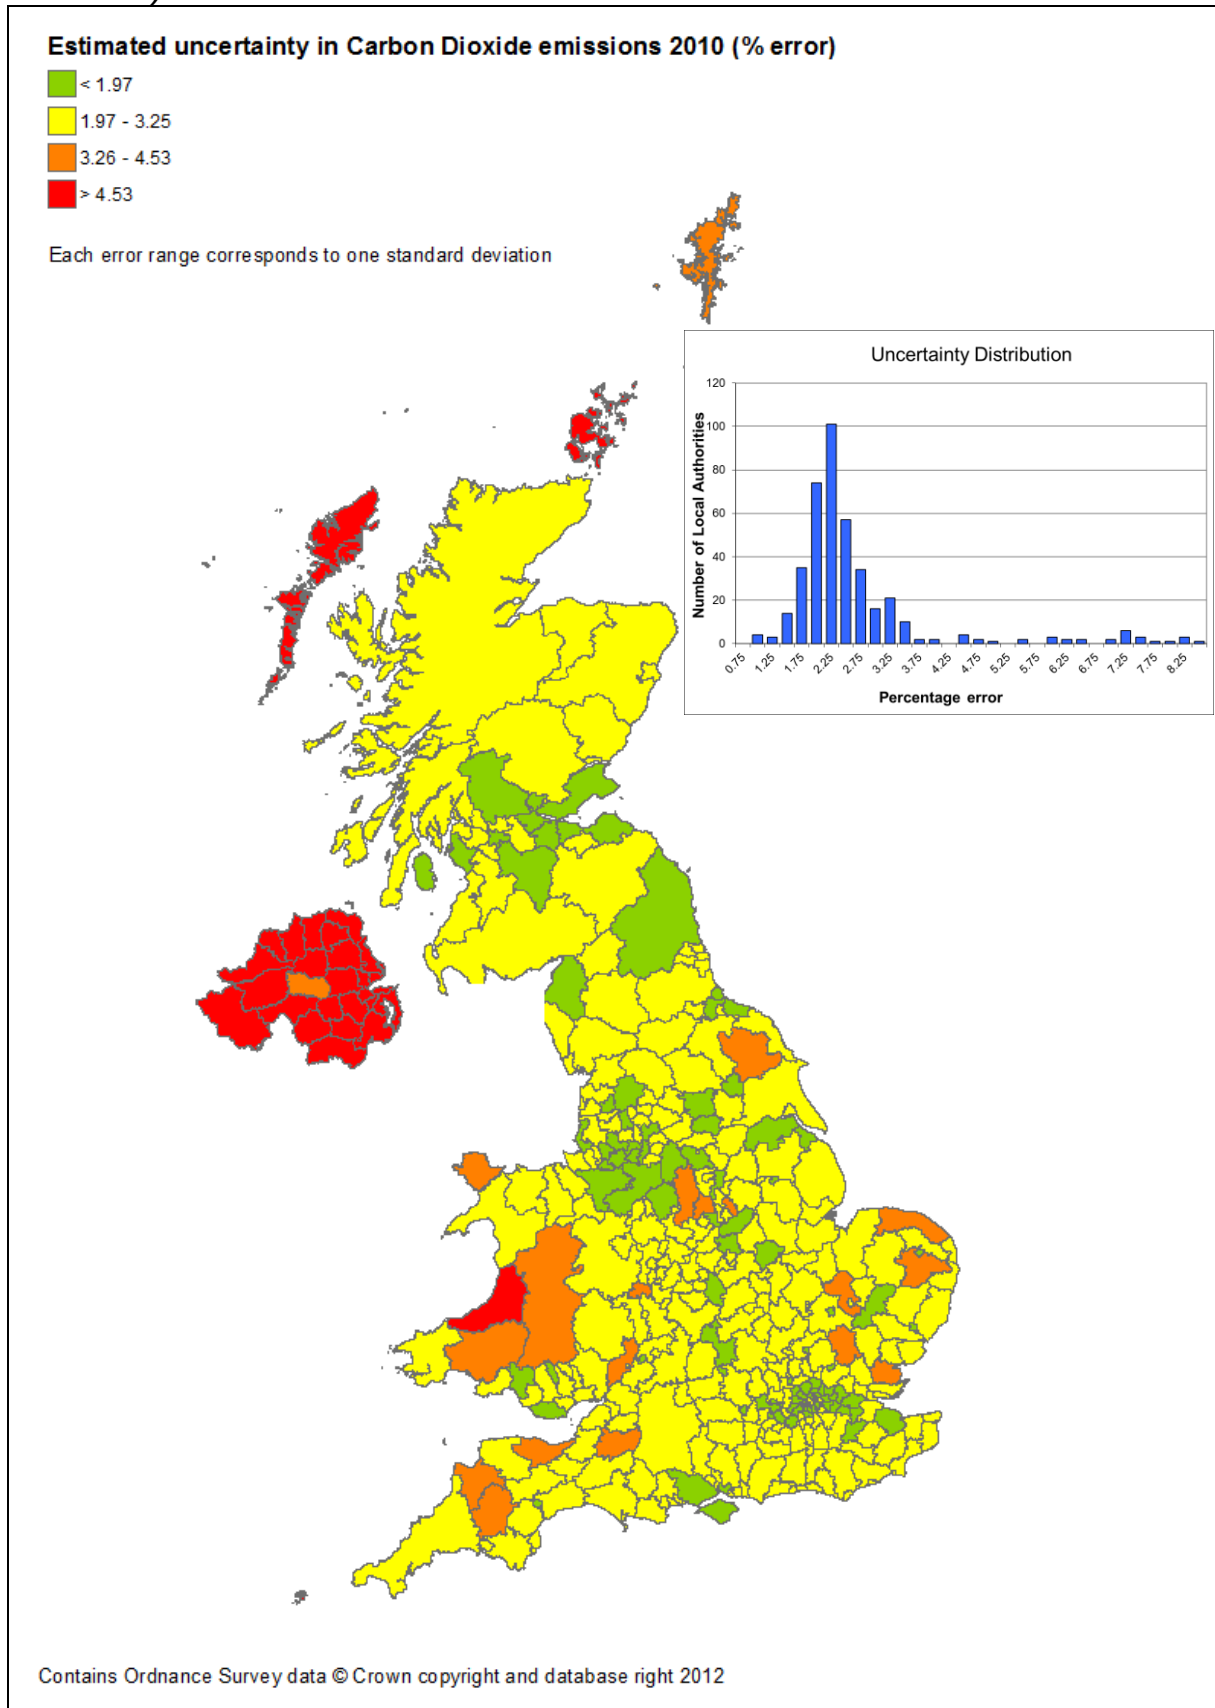 Estimated uncertainty in Carbon Dioxide emissions 2010 (% error)
< 1.97
1.97 - 3.25
3.26 - 4.53
> 4.53
Each error range corresponds to one standard deviation
Uncertainty Distribution
Number of Local Authorities
120
100
80
60
40
20
0
0.75 1.25 1.75 2.25 2.75 3.25 3.75 4.25 4.75 5.25 5.75 6.25 6.75 7.25 7.75 8.25
Percentage error
Contains Ordnance Survey data © Crown copyright and database right 2012